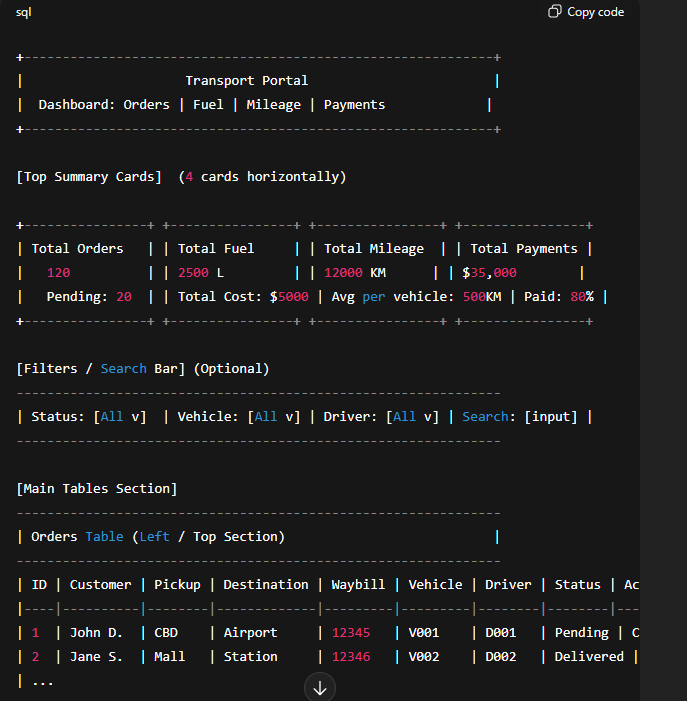 sql
Copy code
+-------------------------------------------------------------+
| Transport Portal |
| Dashboard: Orders | Fuel | Mileage | Payments |
+-------------------------------------------------------------+
[Top Summary Cards] (4 cards horizontally)
+----------------+ +----------------+ +----------------+ +----------------+
| Total Orders | | Total Fuel | | Total Mileage | | Total Payments |
| 120 | | 2500 L | | 12000 KM | | $35,000 |
| Pending: 20 | | Total Cost: $5000 | Avg per vehicle: 500KM | Paid: 80% |
+----------------+ +----------------+ +----------------+ +----------------+
[Filters / Search Bar] (Optional)
---------------------------------------------------------------
| Status: [All v] | Vehicle: [All v] | Driver: [All v] | Search: [input] |
---------------------------------------------------------------
[Main Tables Section]
---------------------------------------------------------------
| Orders Table (Left / Top Section) |
---------------------------------------------------------------
| ID | Customer | Pickup | Destination | Waybill | Vehicle | Driver | Status | Ac
|----|----------|--------|-------------|---------|---------|--------|--------|---
| 1 | John D. | CBD | Airport | 12345 | V001 | D001 | Pending | C
| 2 | Jane S. | Mall | Station | 12346 | V002 | D002 | Delivered |
| ...